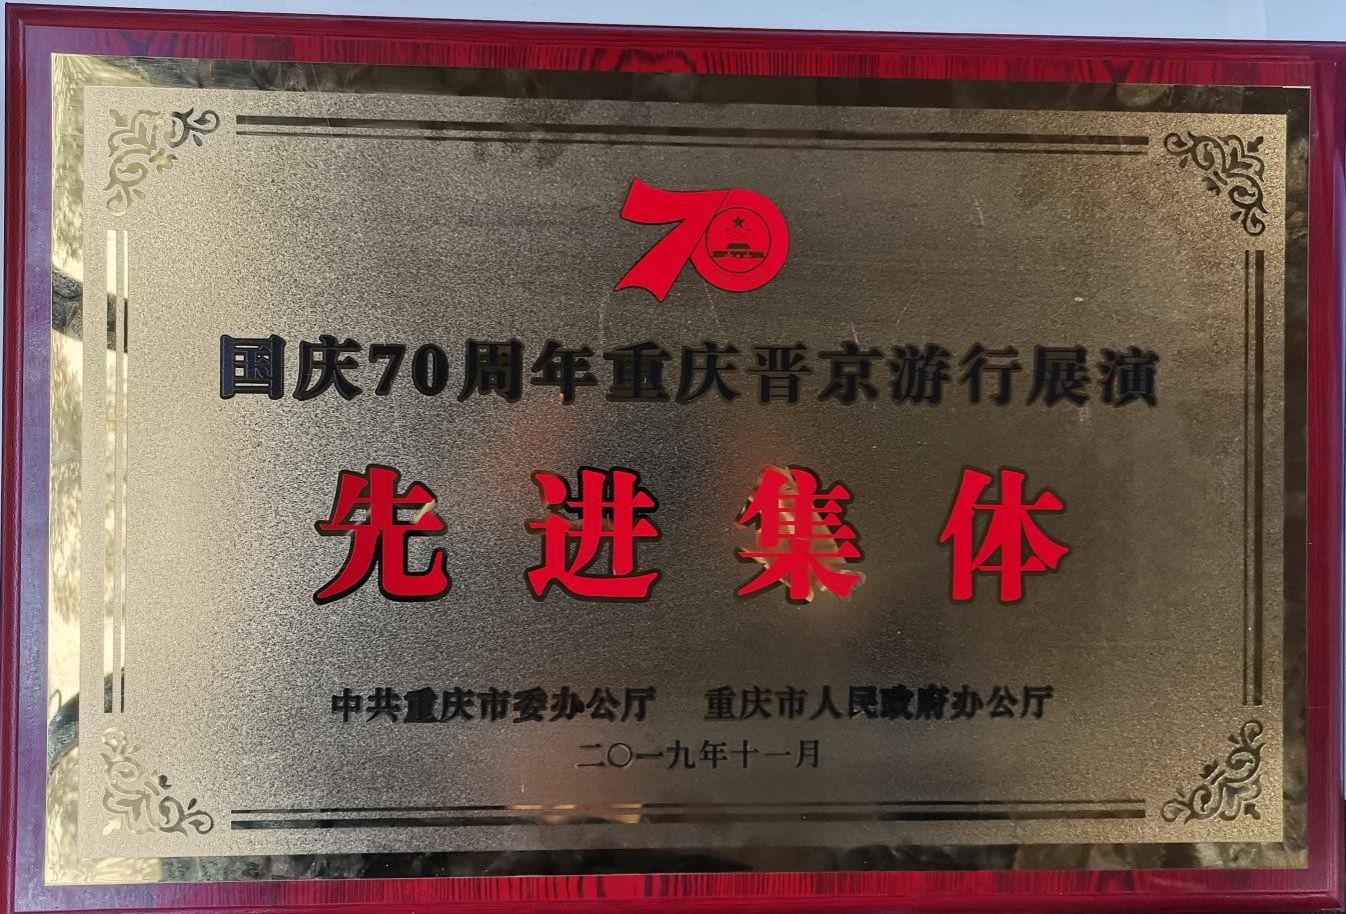 70
国庆70周年重庆晋京游行展演
先进集体
中共重庆市委办公厅 重庆市人民政府办公厅
二〇一九年十一月